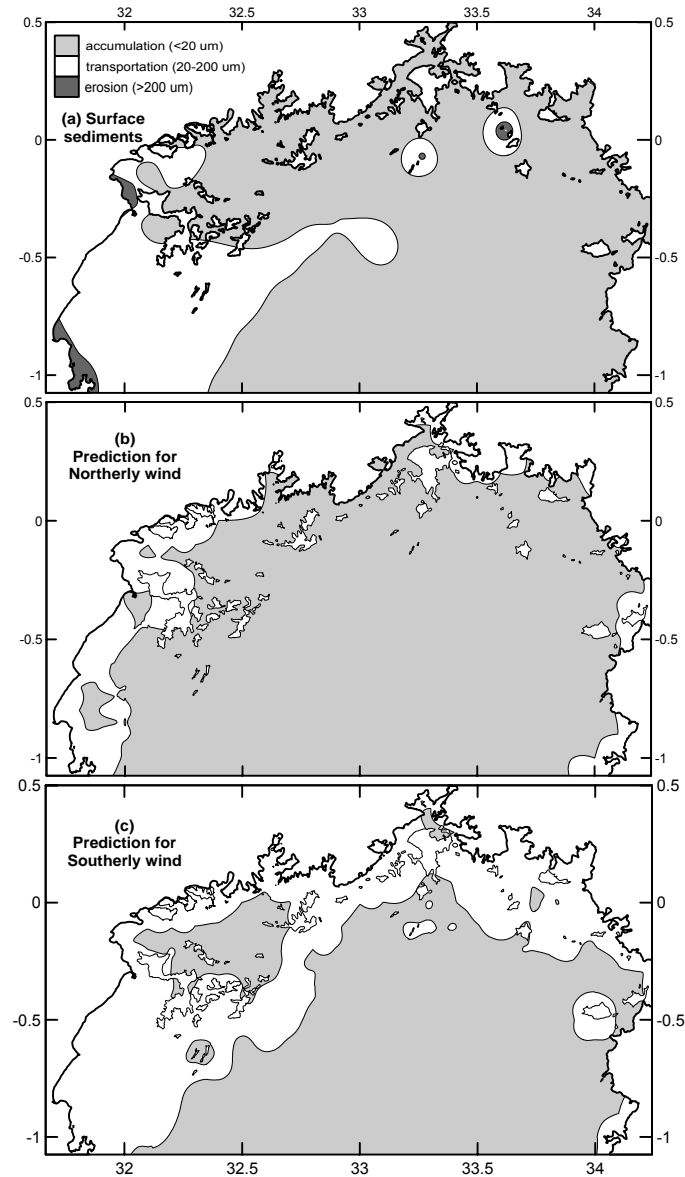 32 32.5 33 33.5 34
0.5 0.5
accumulation (<20 um)
transportation (20-200 um)
erosion (>200 um)
(a) Surface
sediments
0 0
-0.5 -0.5
-1 -1
0.5 0.5
(b)
Prediction for
Northerly wind
0 0
-0.5 -0.5
-1 -1
0.5 0.5
(c)
Prediction for
Southerly wind
0 0
-0.5 -0.5
-1 -1
32 32.5 33 33.5 34